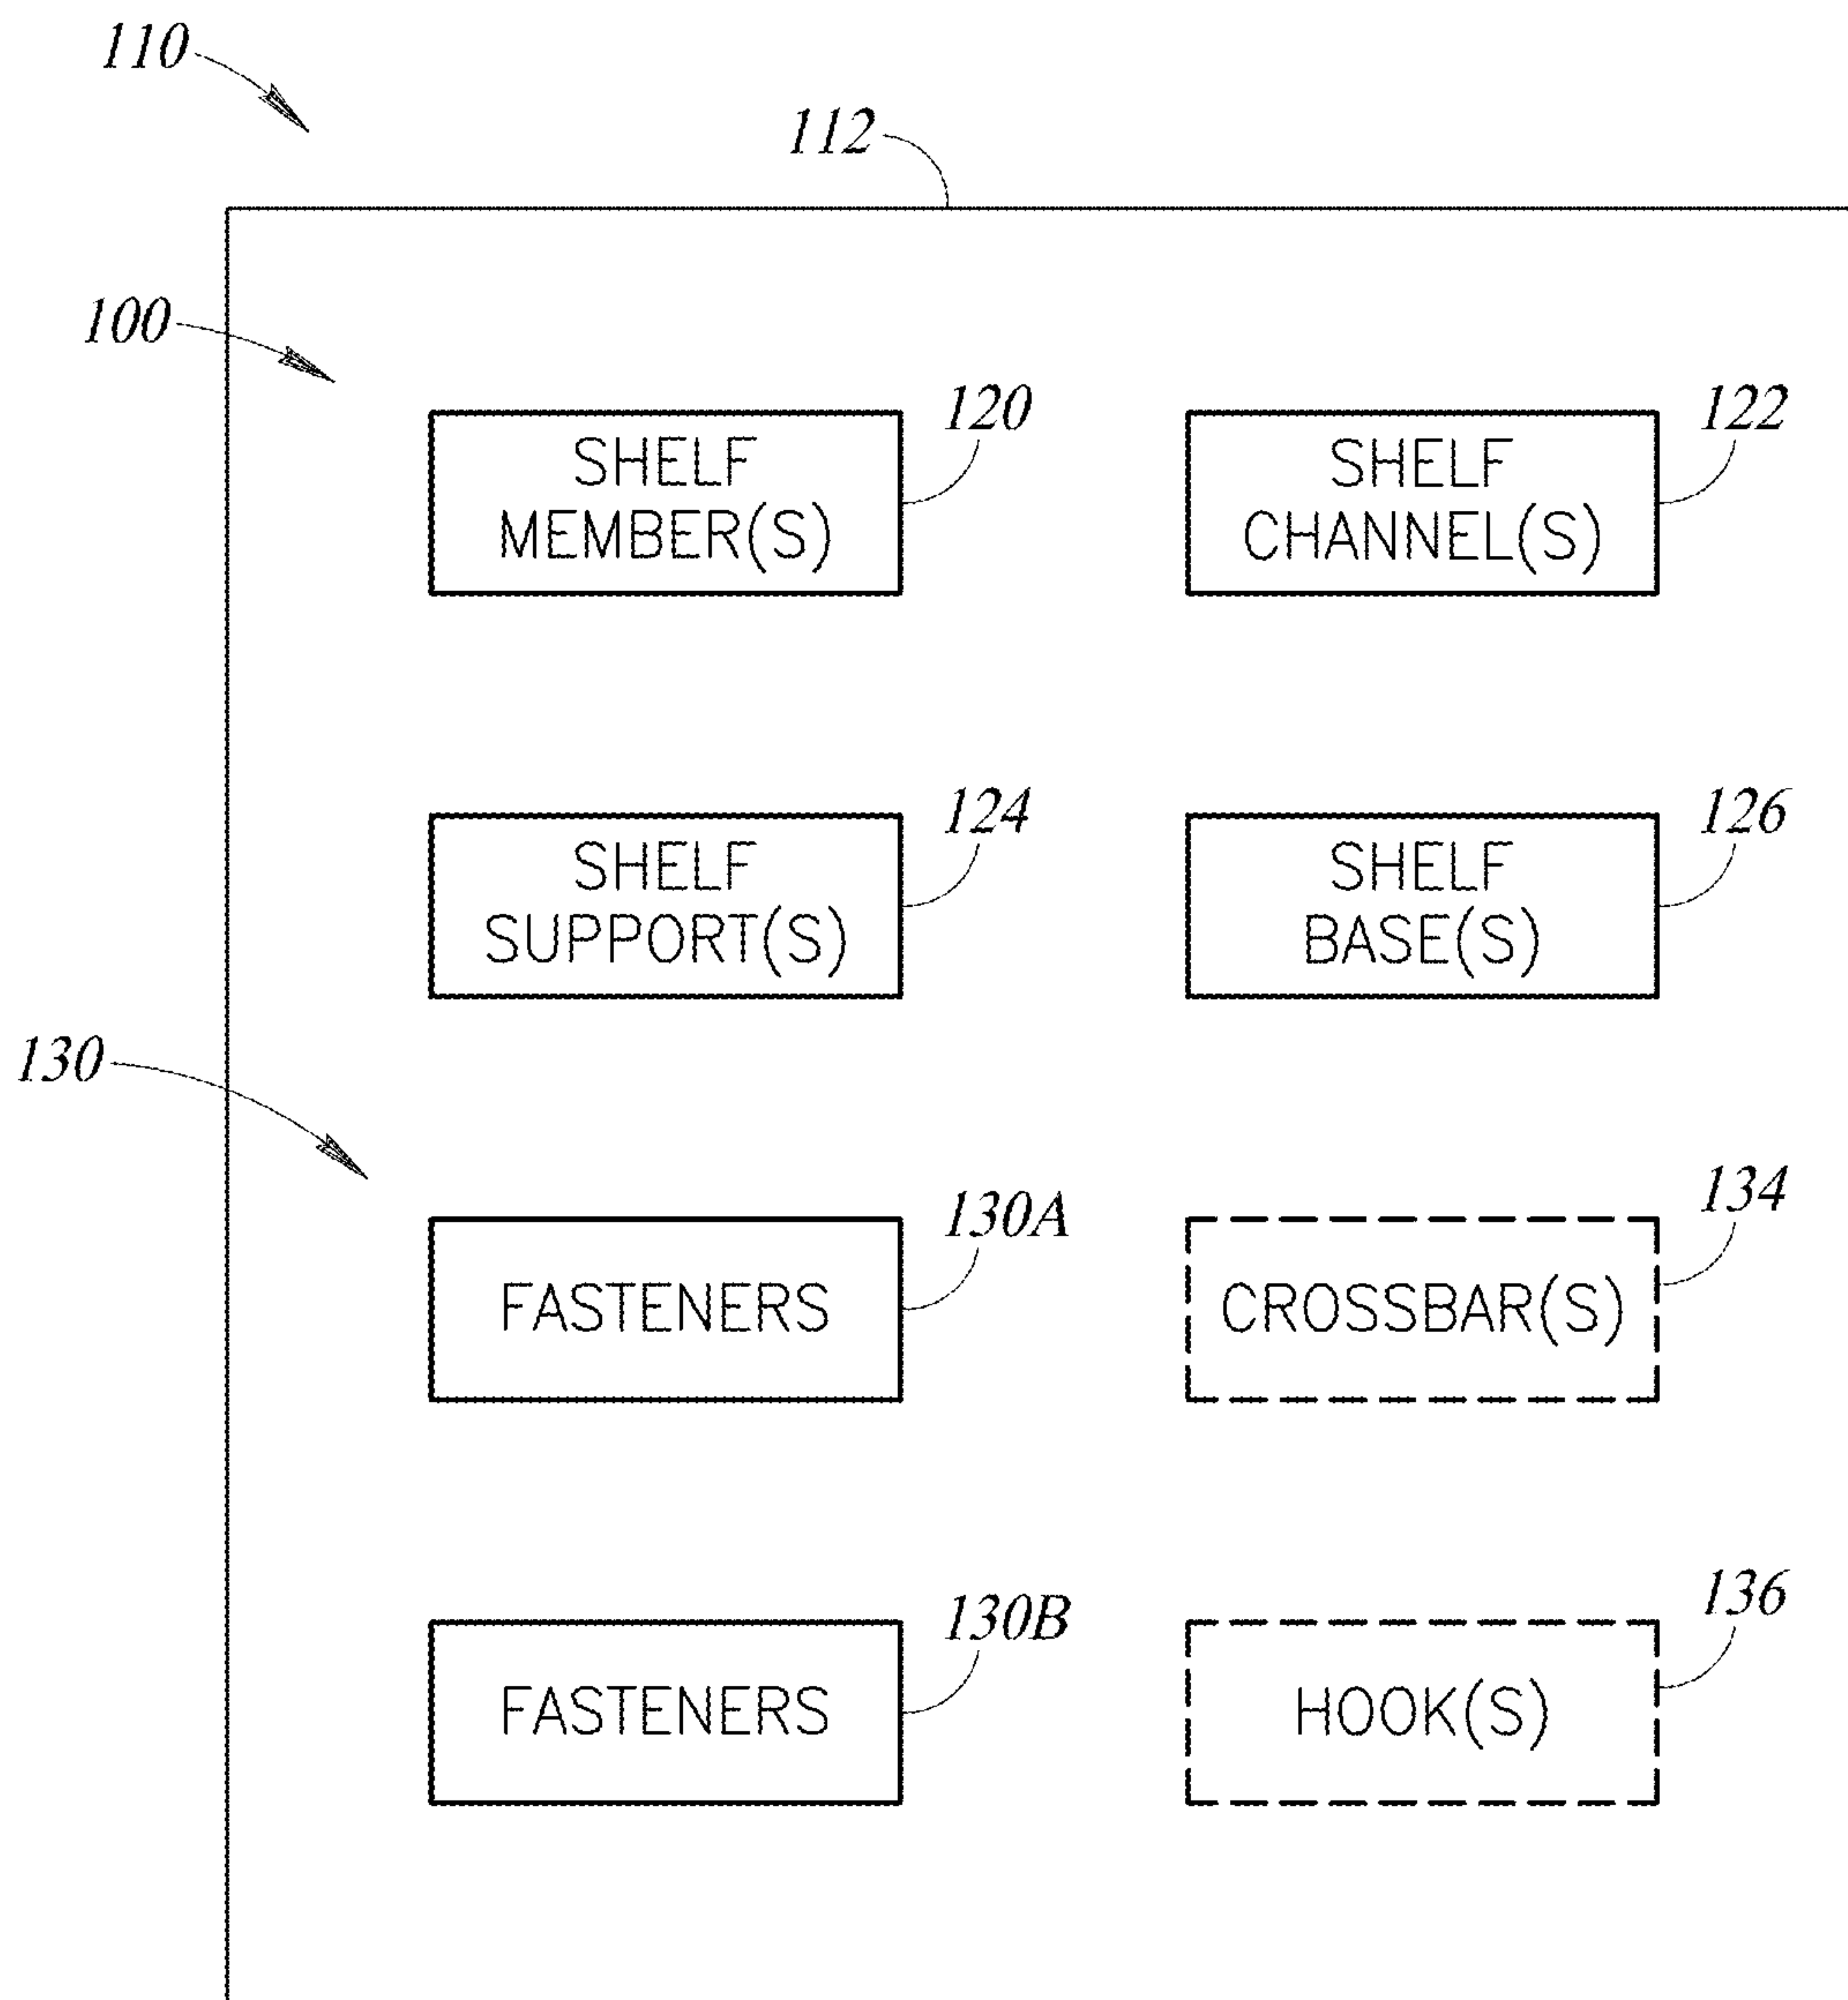 110
112
100
120
SHELF
MEMBER(S)
122
SHELF
CHANNEL(S)
124
SHELF
SUPPORT(S)
126
SHELF
BASE(S)
130
130A
FASTENERS
134
CROSSBAR(S)
130B
FASTENERS
136
HOOK(S)